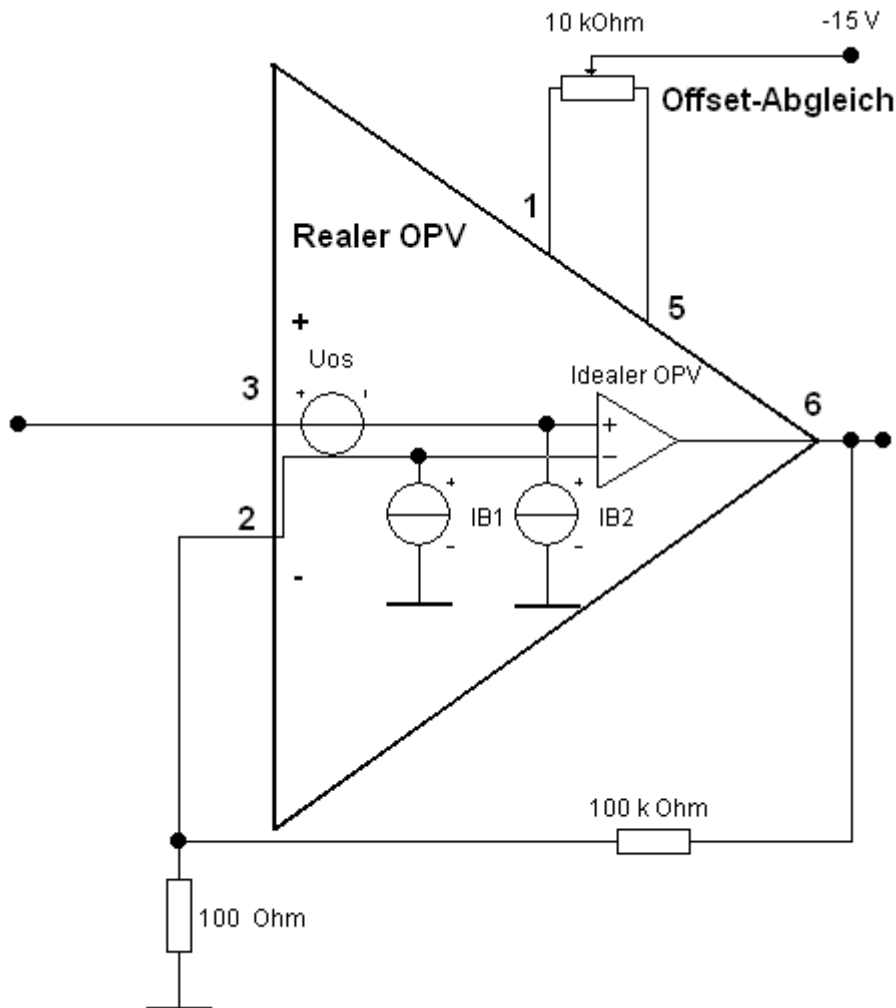 10 kOhm
-15 V
Offset-Abgleich
1
Realer OPV
5
+
Uos
Idealer OPV
3
+
-
6
+
-
2
+
IB1
-
+
IB2
-
-
100 k Ohm
100 Ohm